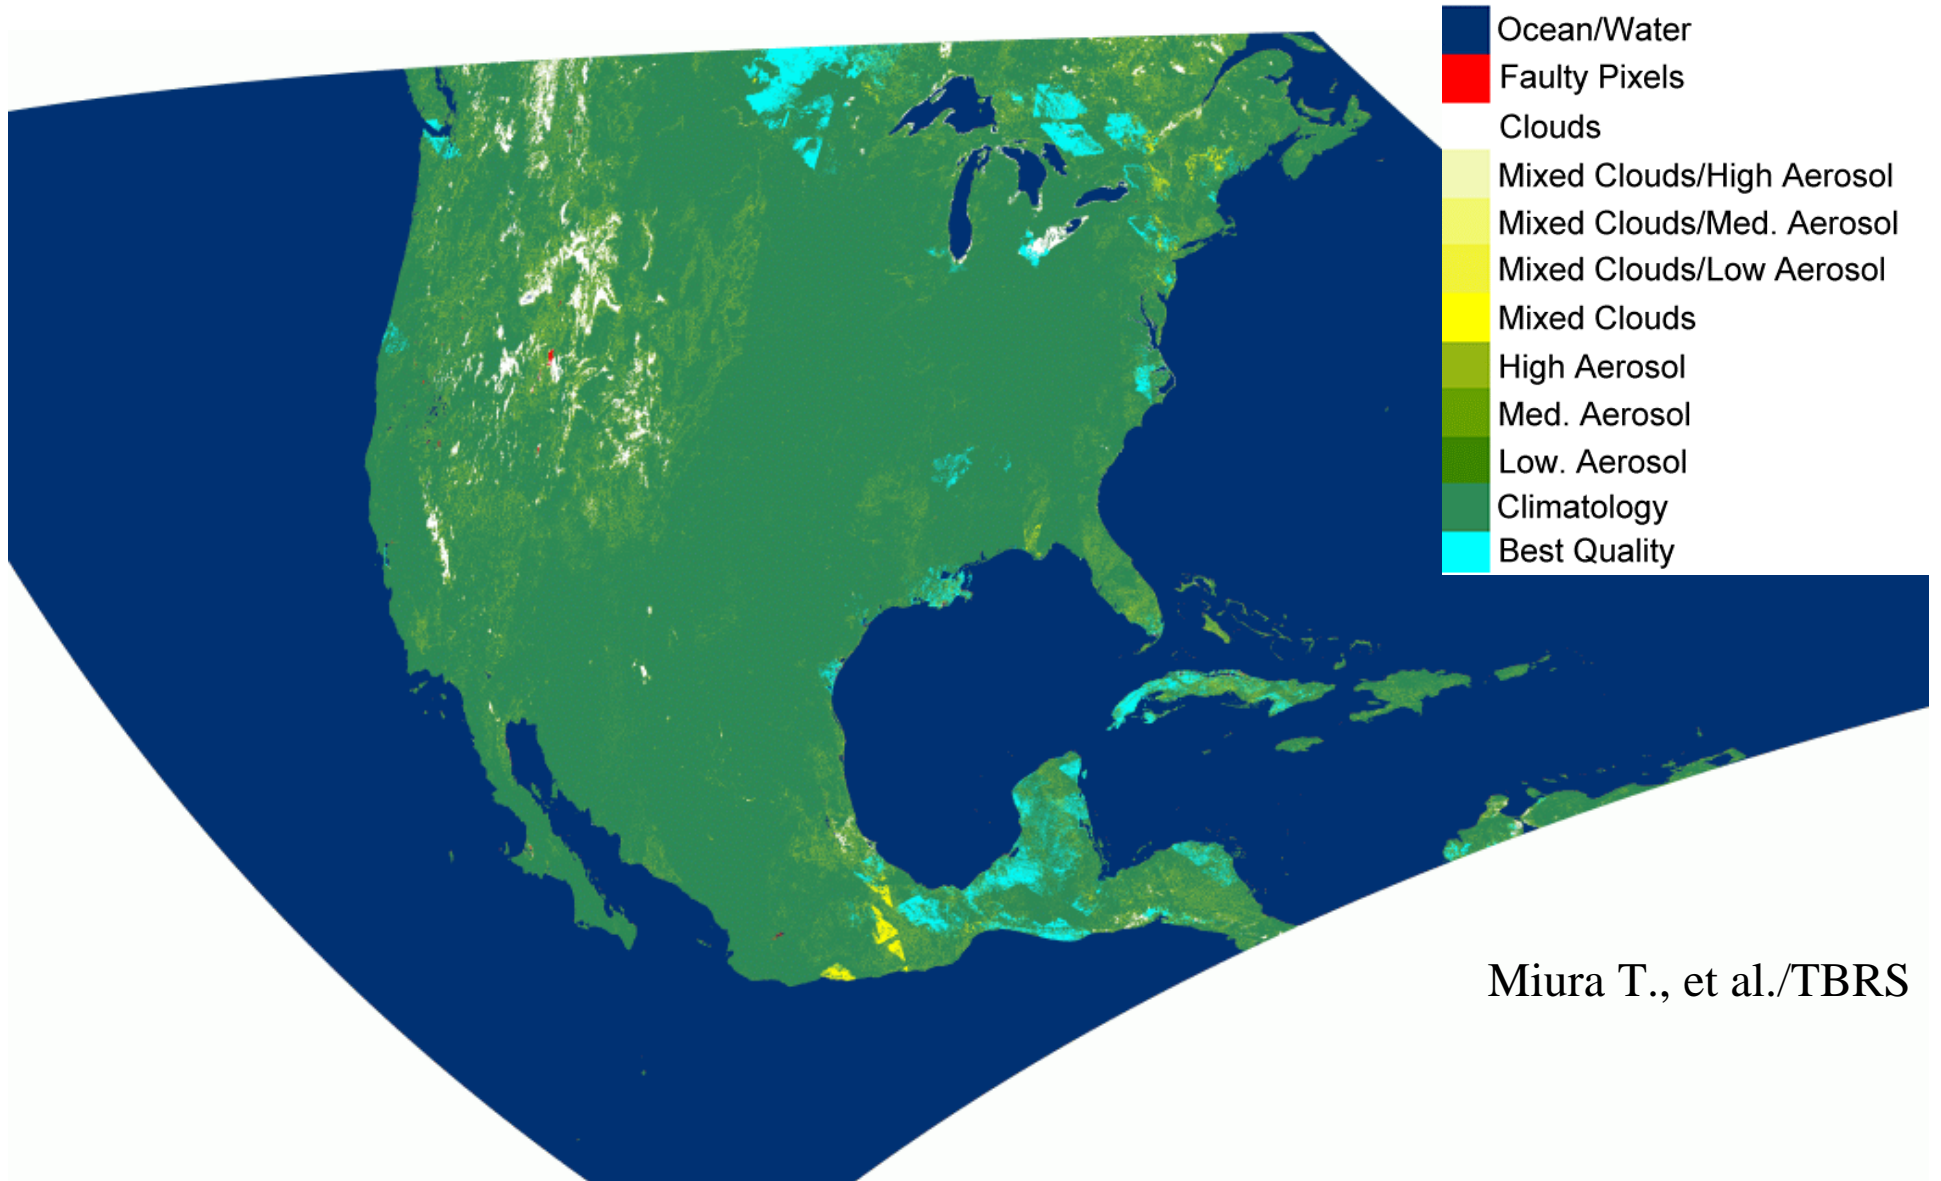 Ocean/Water
Faulty Pixels
Clouds
Mixed Clouds/High Aerosol
Mixed Clouds/Med. Aerosol
Mixed Clouds/Low Aerosol
Mixed Clouds
High Aerosol
Med. Aerosol
Low. Aerosol
Climatology
Best Quality
Miura T., et al./TBRS